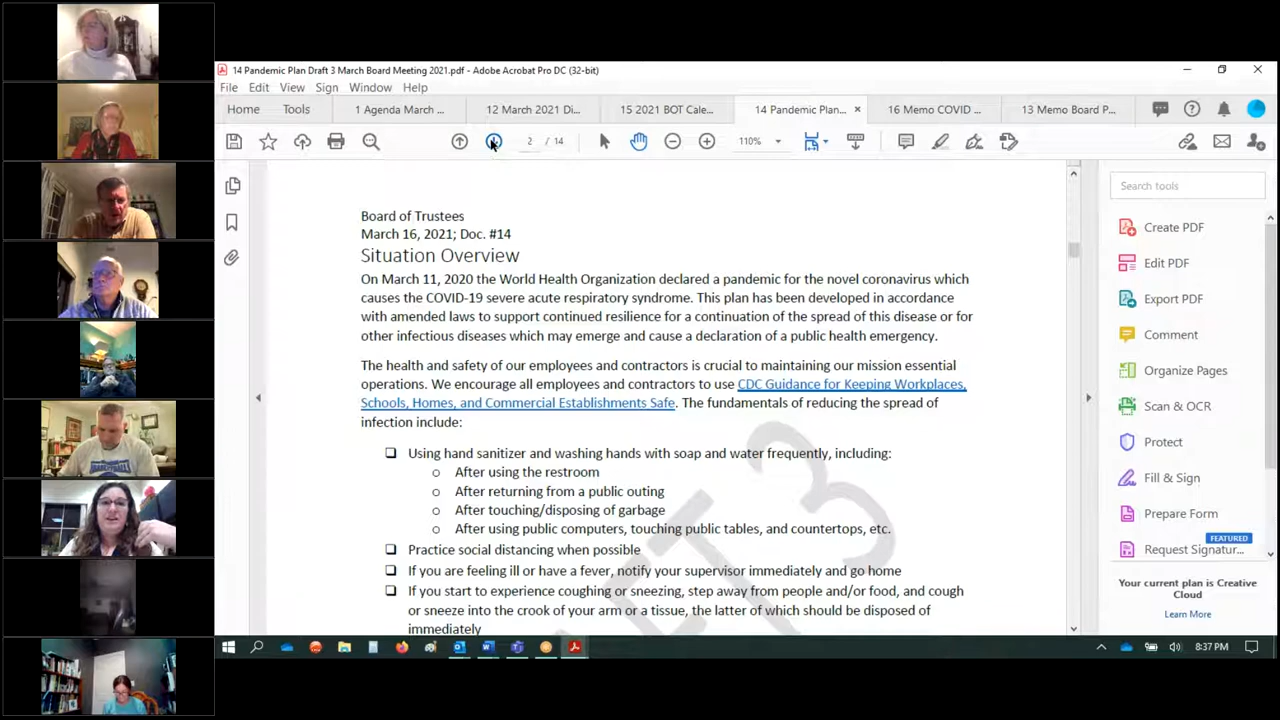 14 Pandemic Plan Draft 3 March Board Meeting 2021.pdf - Adobe Acrobat Pro DC (32-bit)
File Edit View Sign Window Help
Home Tools 1 Agenda March ... 12 March 2021 Di... 15 2021 BOT Cale... 14 Pandemic Plan... × 16 Memo COVID ... 13 Memo Board P...
2 / 14 110%
Board of Trustees
March 16, 2021; Doc. #14
Situation Overview
On March 11, 2020 the World Health Organization declared a pandemic for the novel coronavirus which
causes the COVID-19 severe acute respiratory syndrome. This plan has been developed in accordance
with amended laws to support continued resilience for a continuation of the spread of this disease or for
other infectious diseases which may emerge and cause a declaration of a public health emergency.
The health and safety of our employees and contractors is crucial to maintaining our mission essential
operations. We encourage all employees and contractors to use CDC Guidance for Keeping Workplaces,
Schools, Homes, and Commercial Establishments Safe. The fundamentals of reducing the spread of
infection include:
Using hand sanitizer and washing hands with soap and water frequently, including:
After using the restroom
After returning from a public outing
After touching/disposing of garbage
After using public computers, touching public tables, and countertops, etc.
Practice social distancing when possible
If you are feeling ill or have a fever, notify your supervisor immediately and go home
If you start to experience coughing or sneezing, step away from people and/or food, and cough
or sneeze into the crook of your arm or a tissue, the latter of which should be disposed of
immediately
FT 3
Search tools
Create PDF
Edit PDF
Export PDF
Comment
Organize Pages
Scan & OCR
Protect
Fill & Sign
Prepare Form
FEATURED
Request Signatur...
Your current plan is Creative
Cloud
Learn More
8:37 PM